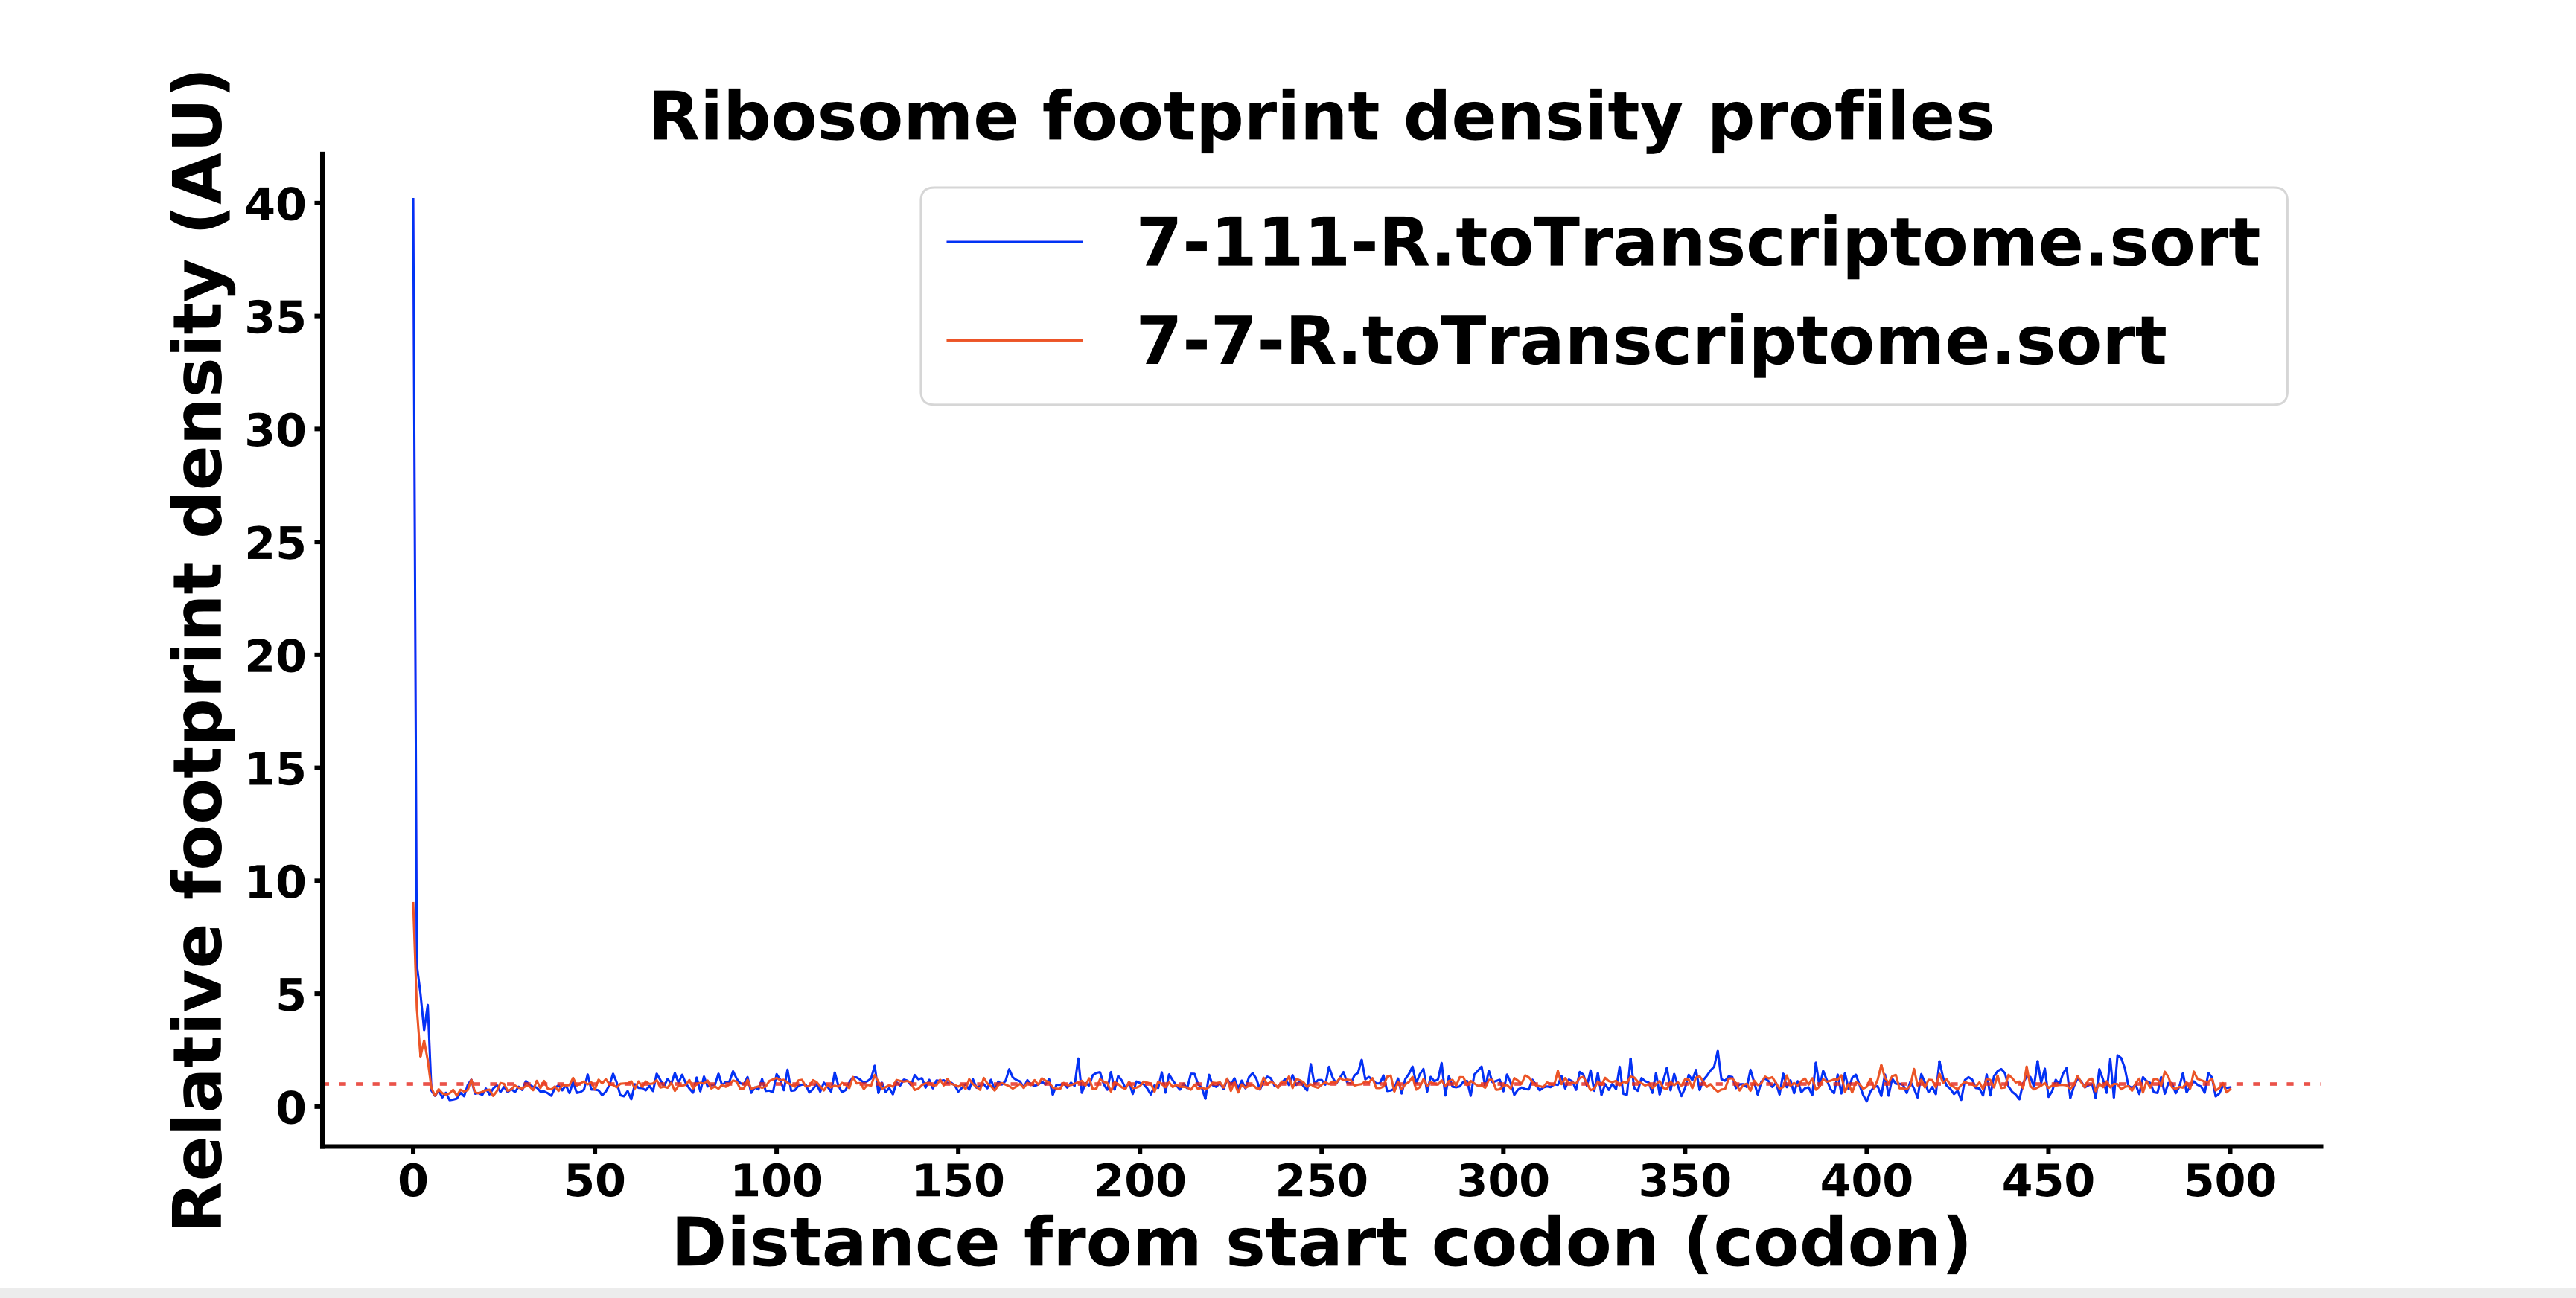 Ribosome footprint density profiles
7-111-R.toTranscriptome.sort
7-7-R.toTranscriptome.sort
Relative footprint density (AU)
40
35
30
25
20
15
10
5
0
0 50 100 150 200 250 300 350 400 450 500
Distance from start codon (codon)